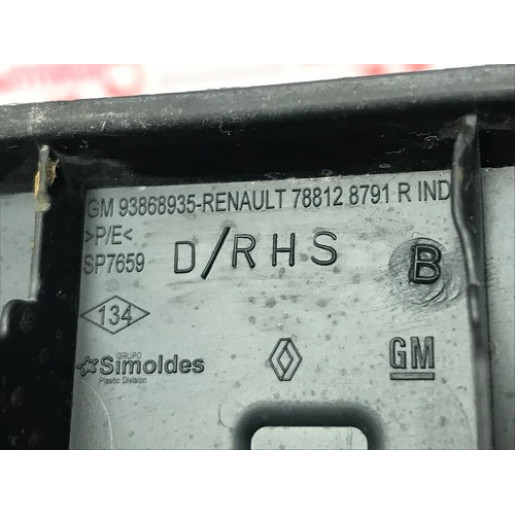 GM 93868935-RENAULT 78812 8791 R IND
>P/E<
SP7659
D/RHS
B
134
GRUPO
Simoldes
Plastic Division
GM